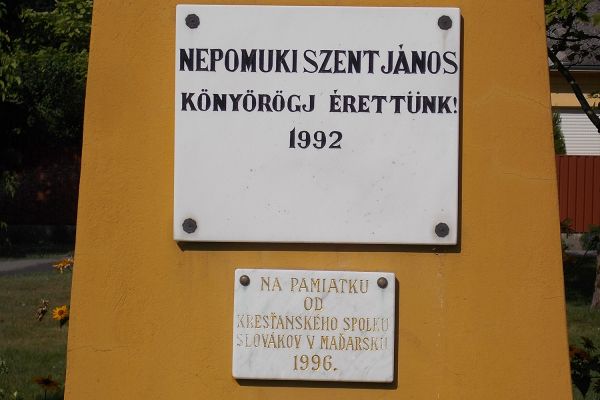 NEPOMUKI SZENT JÁNOS
KÖNYÖRÖGJ ÉRETTÜNK!
1992
NA PAMIATKU
OD
KRESŤANSKÉHO SPOLKU
SLOVÁKOV V MAĎARSKU
1996.